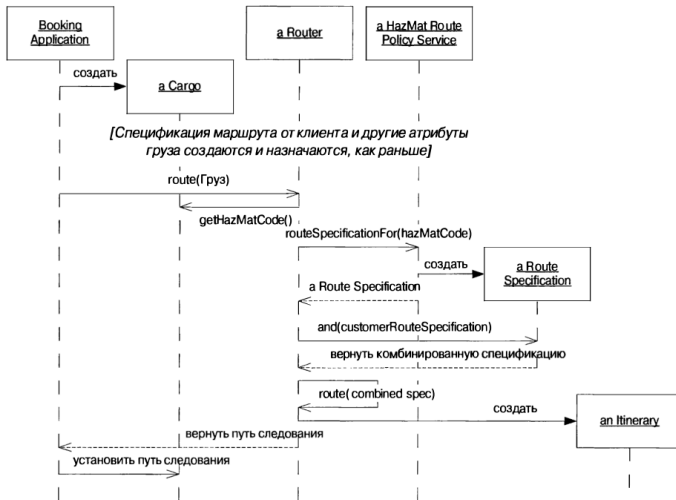 Booking
Application
a Router
a HazMat Route
Policy Service
создать
a Cargo
[Спецификация маршрута от клиента и другие атрибуты
груза создаются и назначаются, как раньше]
route(Груз)
getHazMatCode()
routeSpecificationFor(hazMatCode)
создать
a Route
Specification
a Route Specification
and(customerRouteSpecification)
вернуть комбинированную спецификацию
route( combined spec)
создать
an Itinerary
вернуть путь следования
установить путь следования